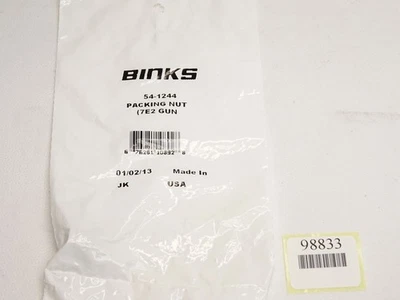 BINKS
54-1244
PACKING NUT
(7E2 GUN
01/02/13 Made In
JK USA
98833